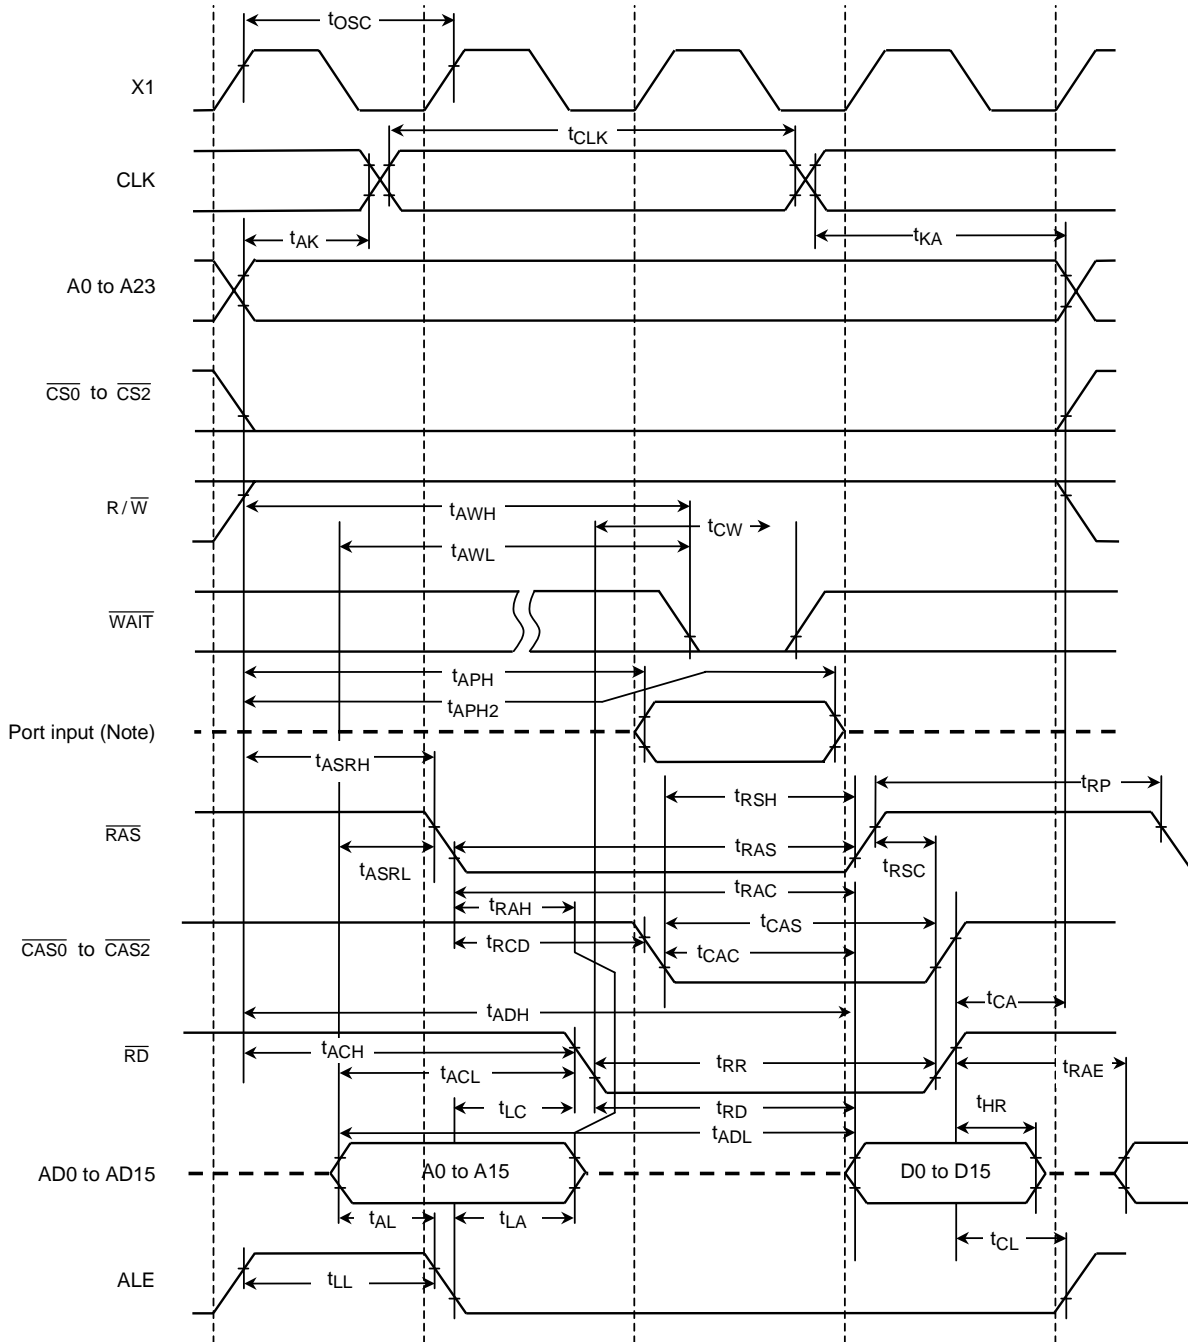 tOSC
X1
tCLK
CLK
tAK
tKA
A0 to A23
CS0 to CS2
R/W
tAWH
tCW
tAWL
WAIT
tAPH
tAPH2
Port input (Note)
tASRH
tRP
tRSH
RAS
tRAS
tASRL
tRSC
tRAC
tRAH
tCAS
CAS0 to CAS2
tRCD
tCAC
tCA
tADH
RD
tACH
tRR
tRAE
tACL
tHR
tLC
tRD
tADL
AD0 to AD15
A0 to A15
D0 to D15
tAL
tLA
tCL
ALE
tLL